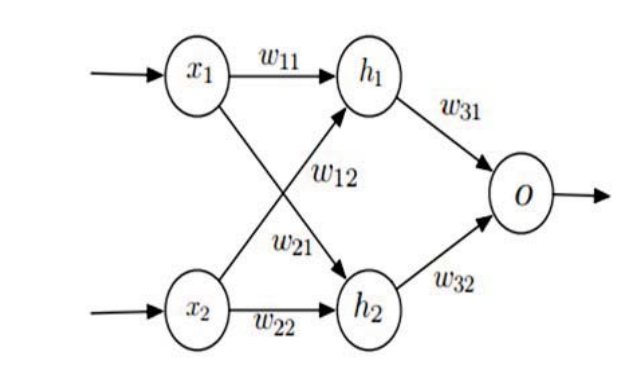 x₁ w₁₁ h₁
w₃₁
w₁₂
O
w₂₁
w₃₂
x₂ w₂₂ h₂